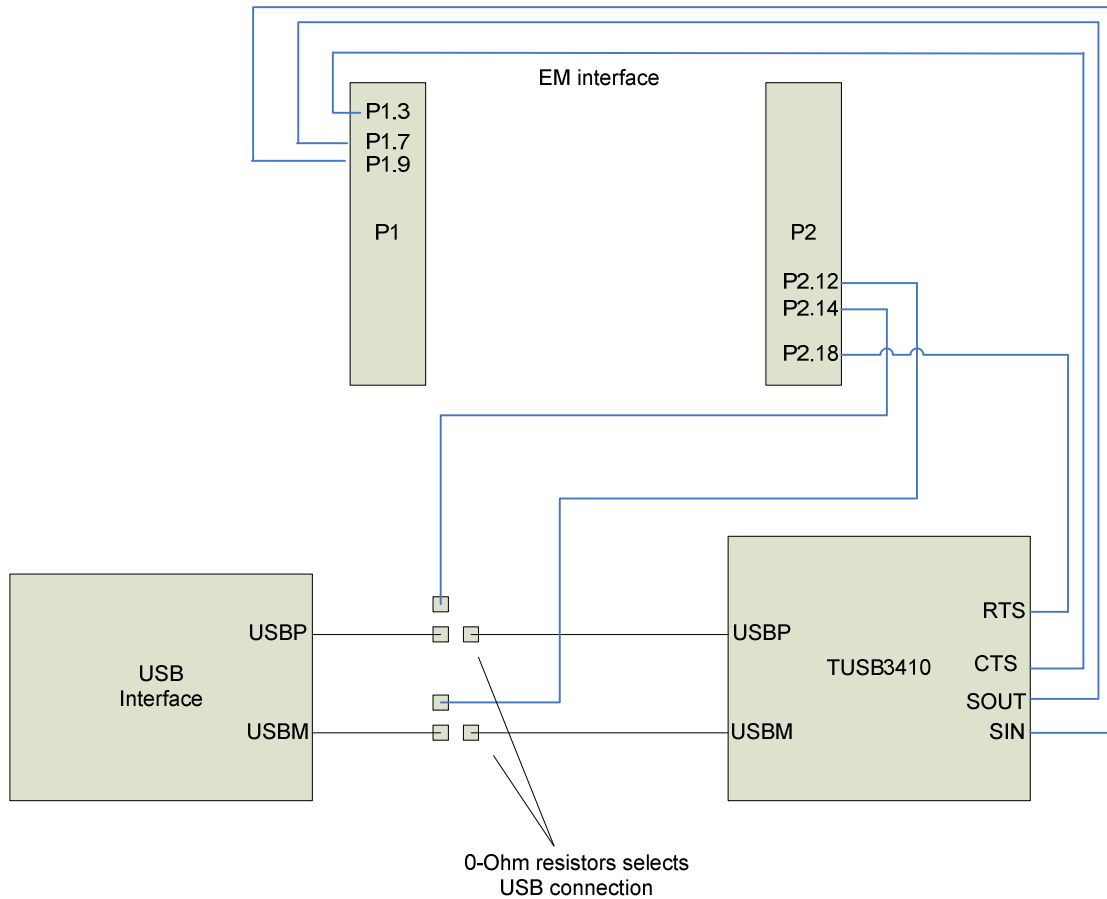 EM interface
P1.3
P1.7
P1.9
P1
P2
P2.12
P2.14
P2.18
USBP
USB
Interface
USBM
USBP
TUSB3410
USBM
RTS
CTS
SOUT
SIN
0-Ohm resistors selects
USB connection